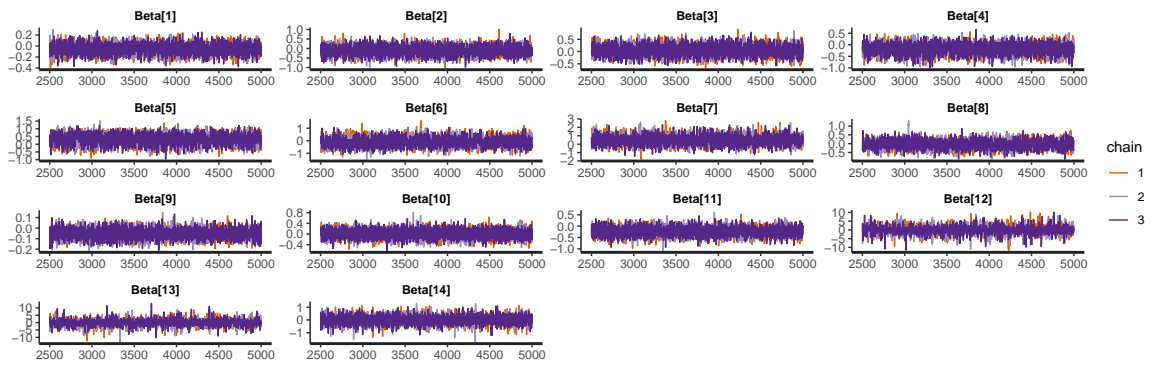 Beta[1] Beta[2] Beta[3] Beta[4]
0.2 1.0 0.5 0.5
0.0 0.5 0.0 0.0
−0.2 0.0 −0.5 −0.5
−0.4 −0.5 −1.0
−1.0
2500 3000 3500 4000 4500 5000 2500 3000 3500 4000 4500 5000 2500 3000 3500 4000 4500 5000 2500 3000 3500 4000 4500 5000
Beta[5] Beta[6] Beta[7] Beta[8]
1.5 1 3 1.0
1.0 0 2 0.5
0.5 −1 1 0.0
0.0 0 −0.5
−0.5 −1
−1.0 −2
2500 3000 3500 4000 4500 5000 2500 3000 3500 4000 4500 5000 2500 3000 3500 4000 4500 5000 2500 3000 3500 4000 4500 5000
chain
1
2
3
Beta[9] Beta[10] Beta[11] Beta[12]
0.1 0.8 0.5 10
0.0 0.4 0.0 5
−0.1 0.0 −0.5 0
−0.2 −0.4 −1.0 −5
−10
2500 3000 3500 4000 4500 5000 2500 3000 3500 4000 4500 5000 2500 3000 3500 4000 4500 5000 2500 3000 3500 4000 4500 5000
Beta[13] Beta[14]
10 1
5 0
0 −1
−5
−10
2500 3000 3500 4000 4500 5000 2500 3000 3500 4000 4500 5000